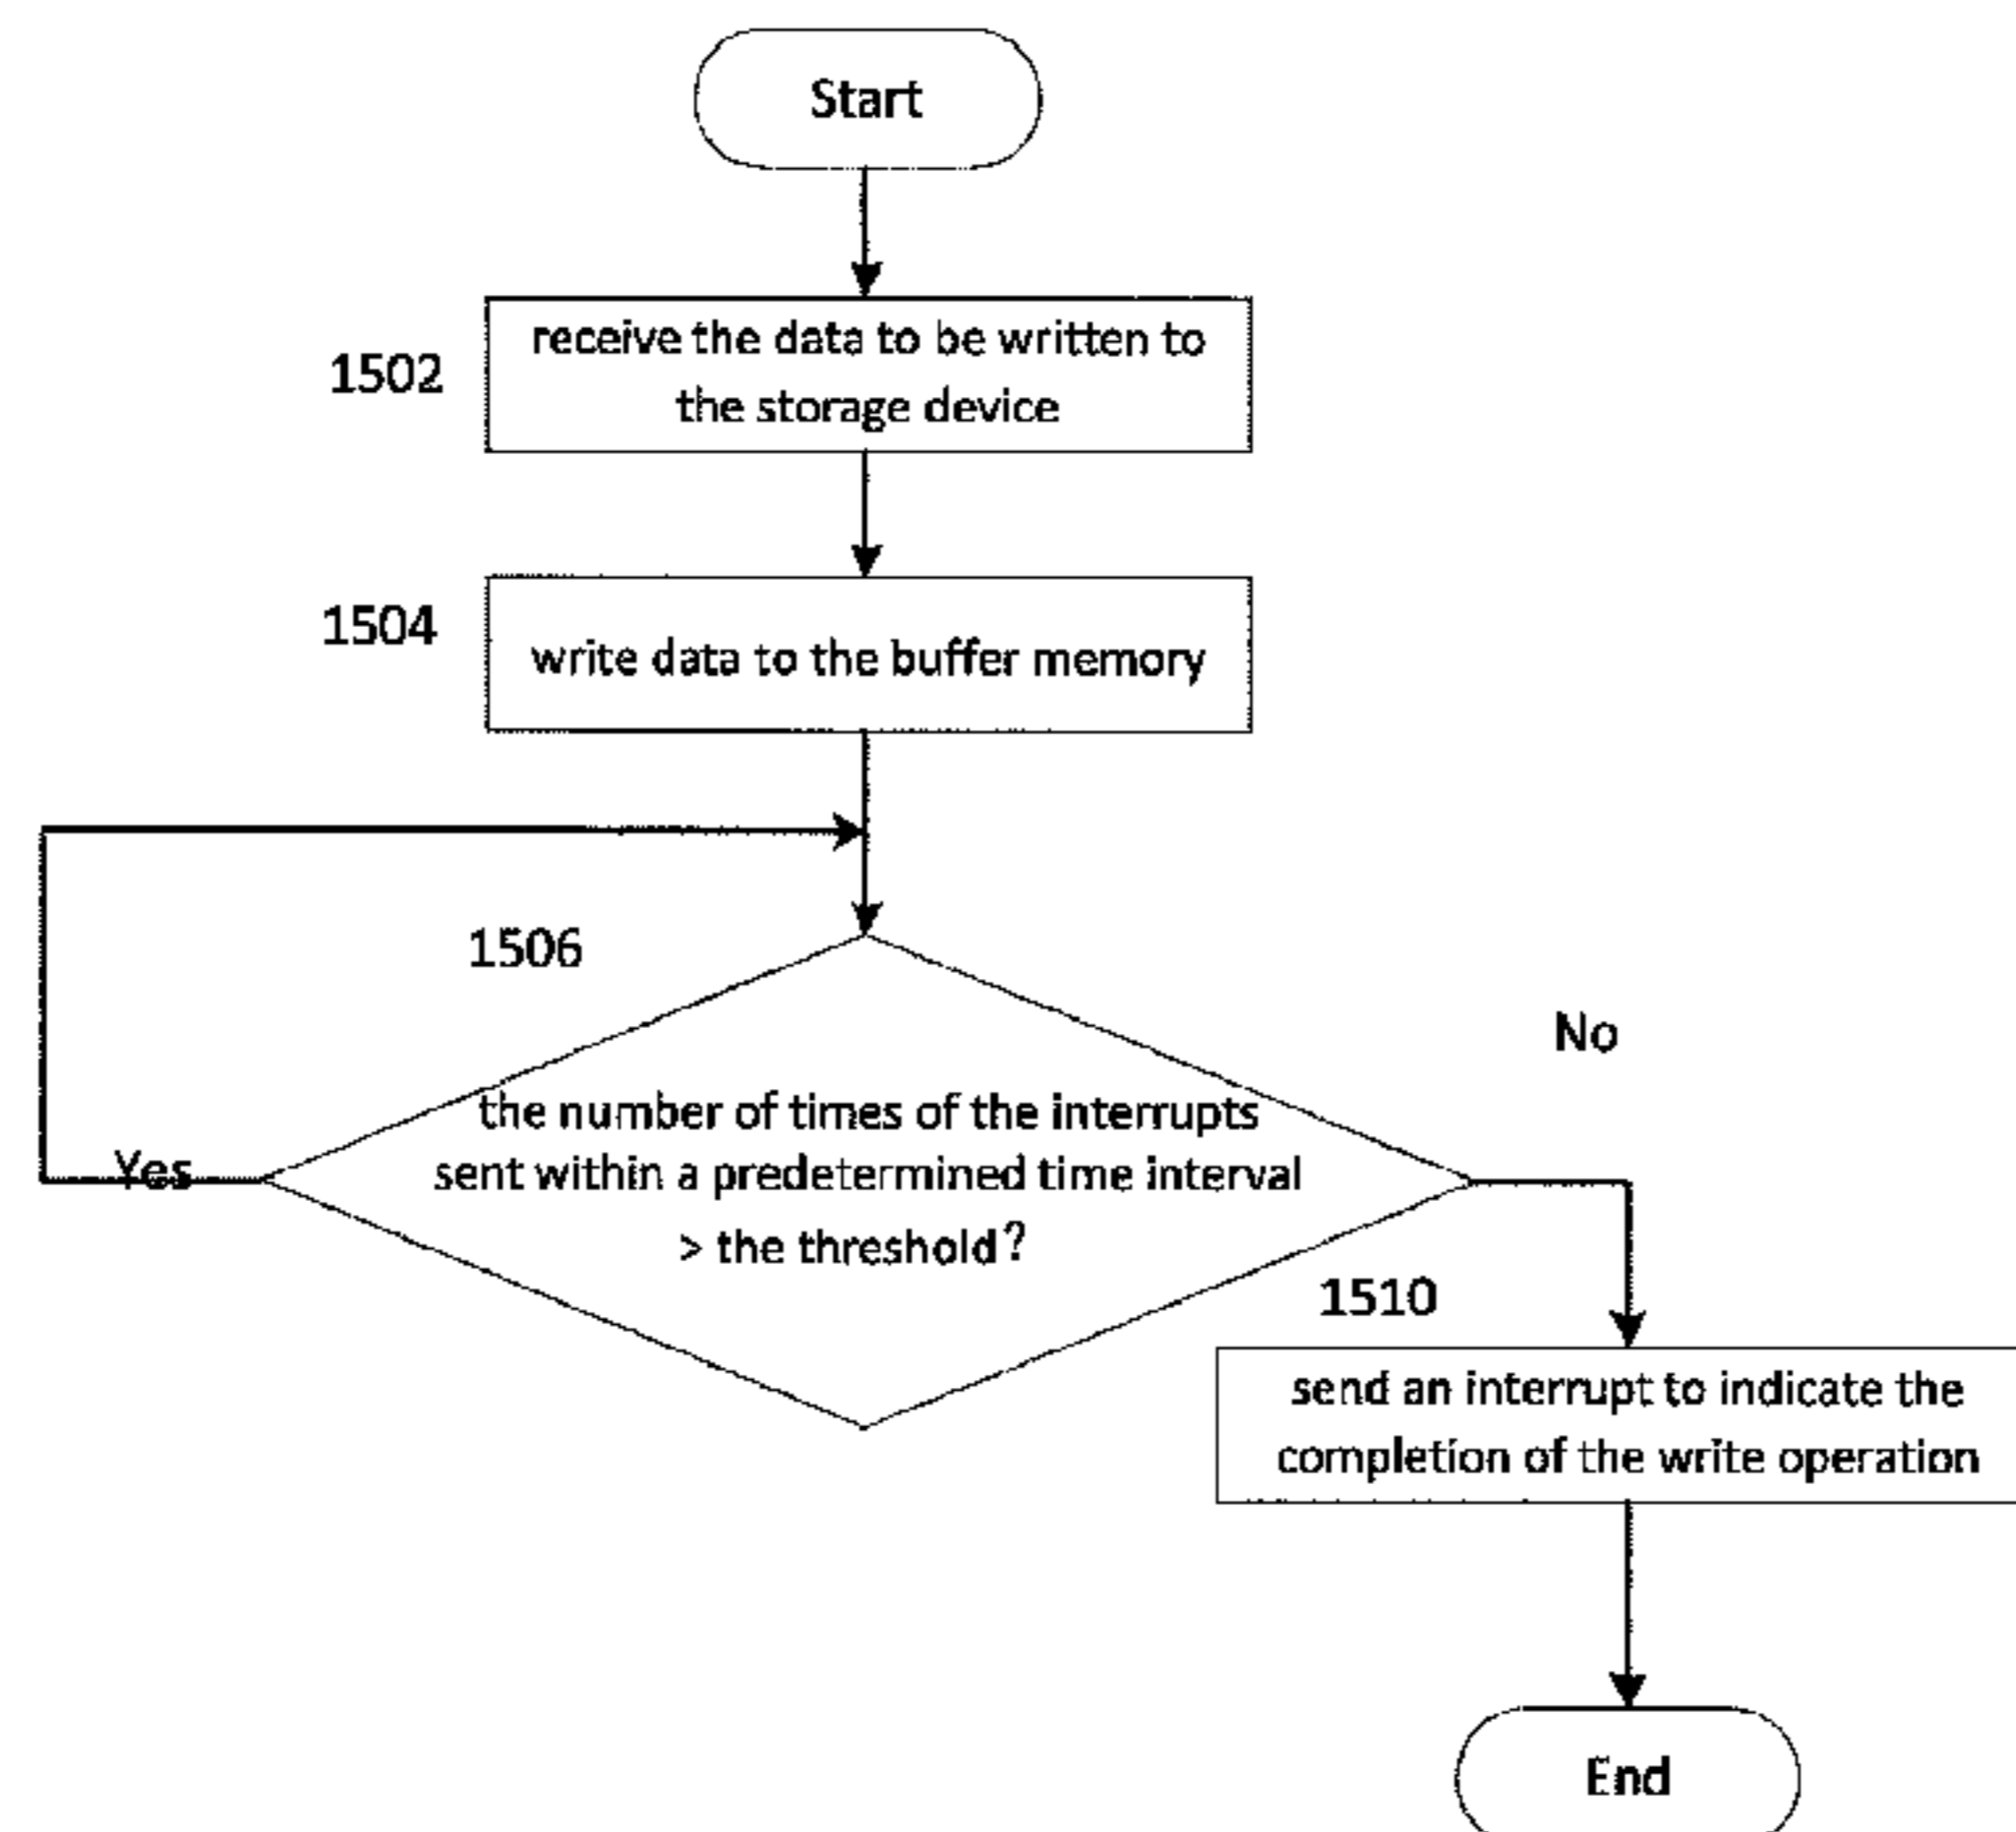 Start
1502
receive the data to be written to
the storage device
1504
write data to the buffer memory
1506
No
the number of times of the interrupts
Yes
sent within a predetermined time interval
> the threshold?
1510
send an interrupt to indicate the
completion of the write operation
End